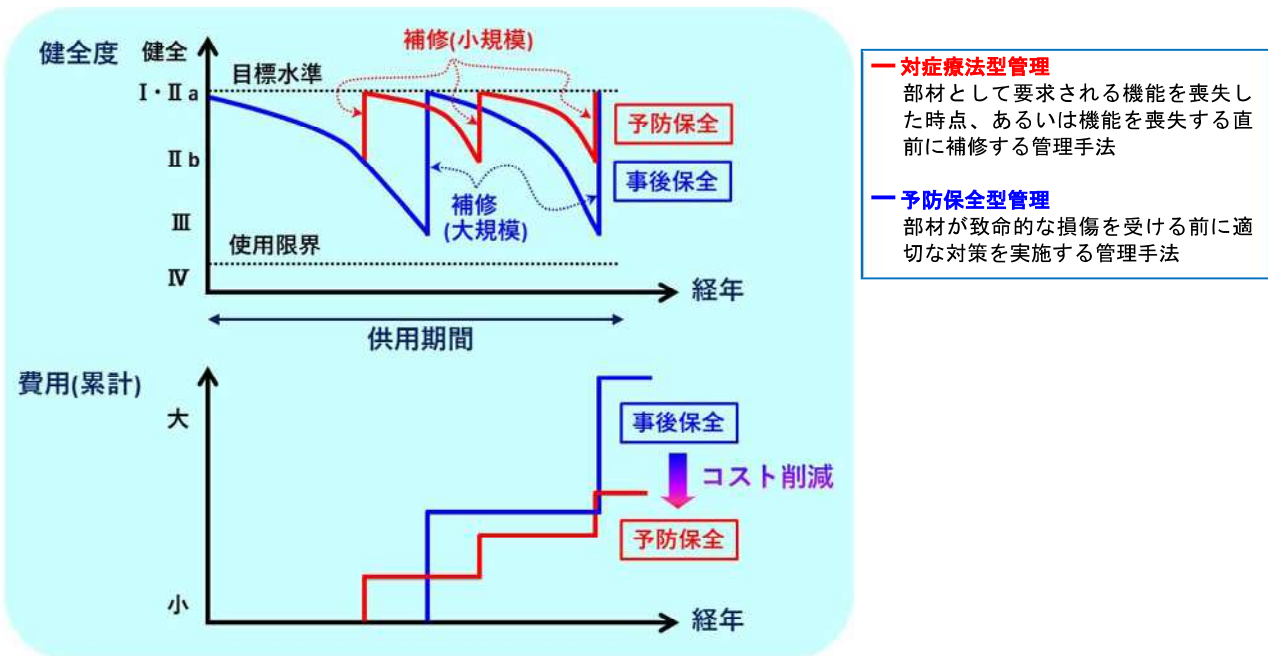 健全度
健全
補修(小規模)
目標水準
Ⅰ・Ⅱa
予防保全
Ⅱb
事後保全
補修
(大規模)
Ⅲ
使用限界
Ⅳ
経年
供用期間
費用(累計)
大
事後保全
コスト削減
予防保全
小
経年
対症療法型管理
部材として要求される機能を喪失し
た時点、あるいは機能を喪失する直
前に補修する管理手法
予防保全型管理
部材が致命的な損傷を受ける前に適
切な対策を実施する管理手法